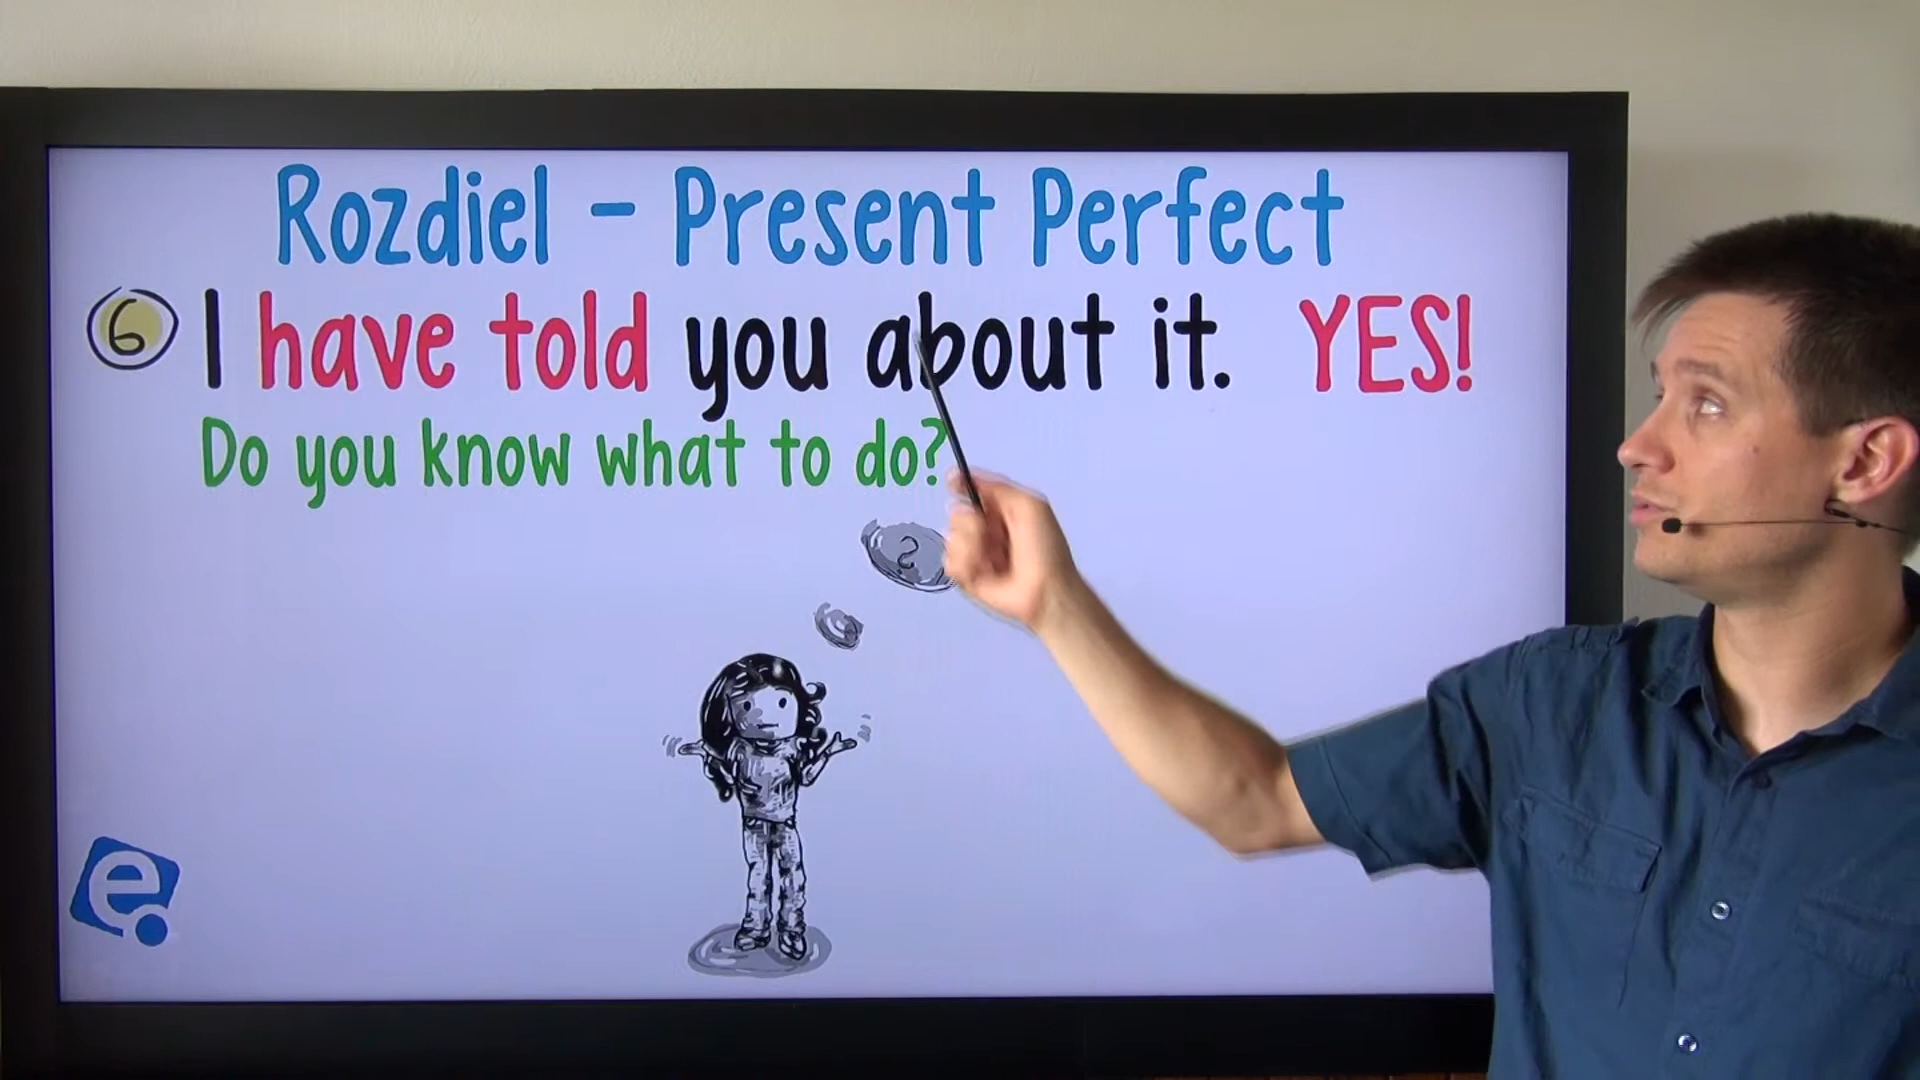 Rozdiel - Present Perfect
6 I have told you about it. YES!
Do you know what to do?
?
e